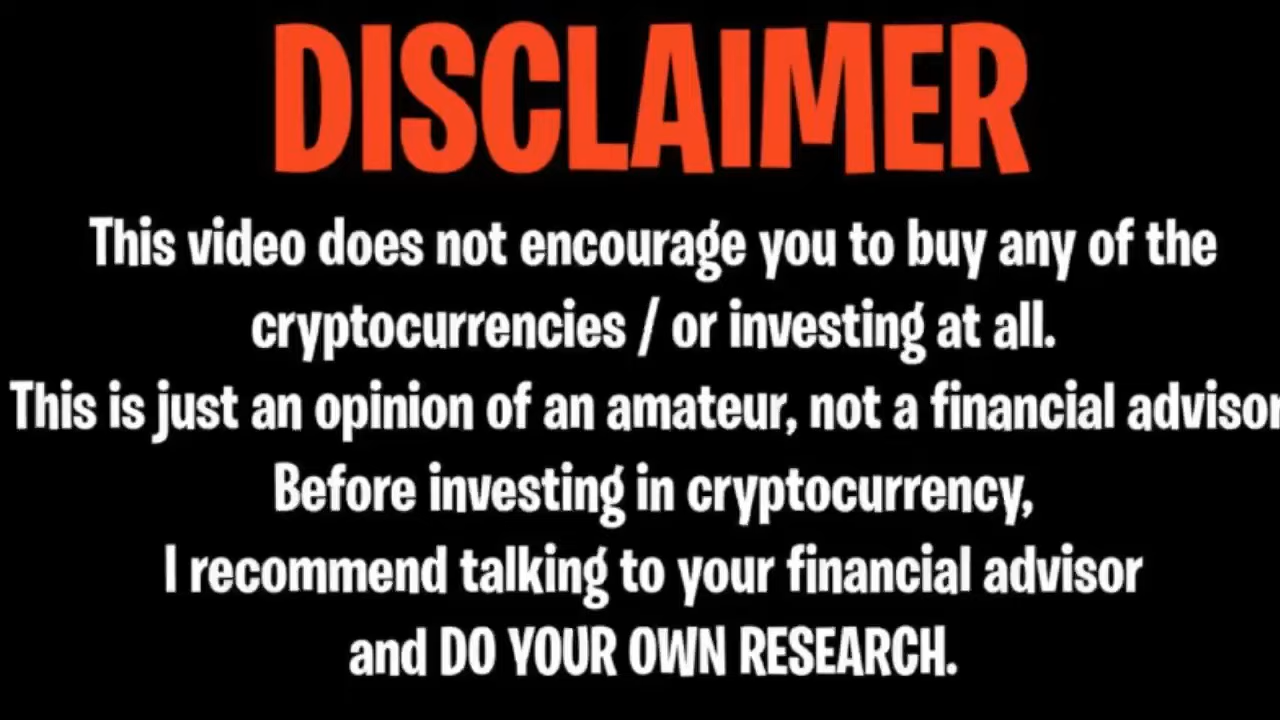 DISCLAIMER
This video does not encourage you to buy any of the
cryptocurrencies / or investing at all.
This is just an opinion of an amateur, not a financial advisor
Before investing in cryptocurrency,
I recommend talking to your financial advisor
and DO YOUR OWN RESEARCH.